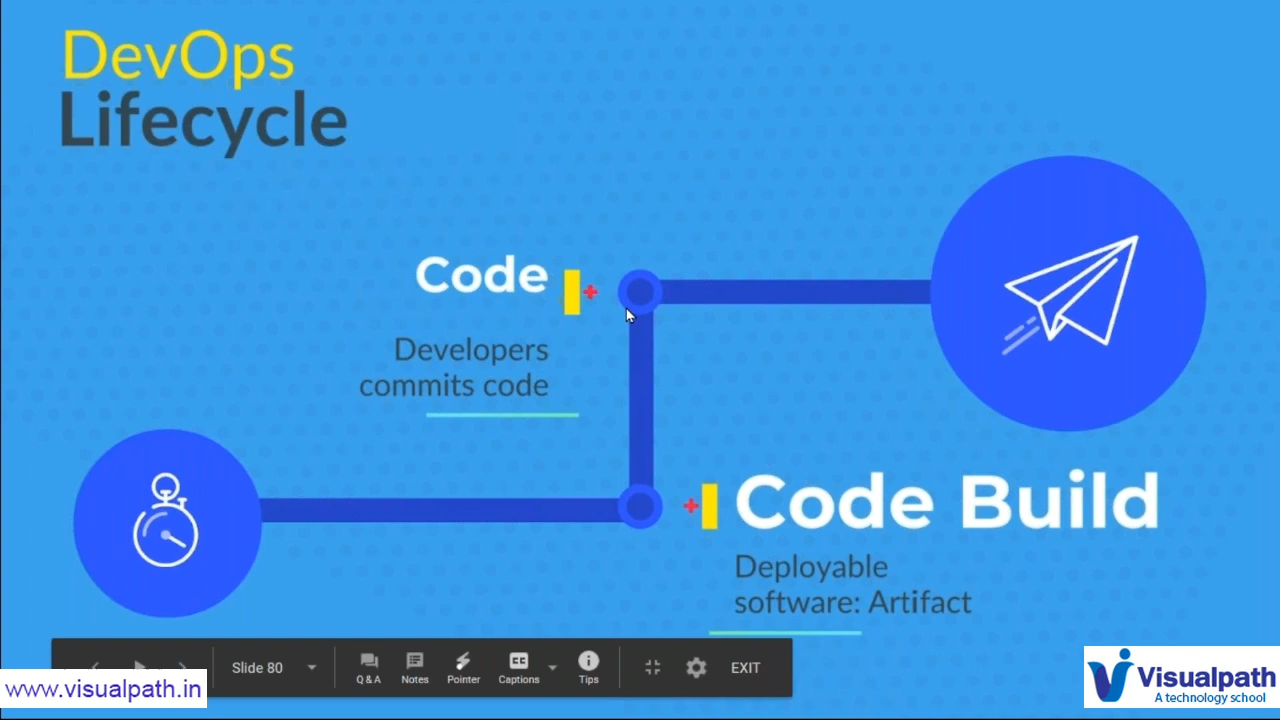 DevOps
Lifecycle
Code
Developers
commits code
Code Build
Deployable
software: Artifact
Slide 80
Q & A
Notes
Pointer
CC
Captions
Tips
EXIT
www.visualpath.in
Visualpath
A technology school